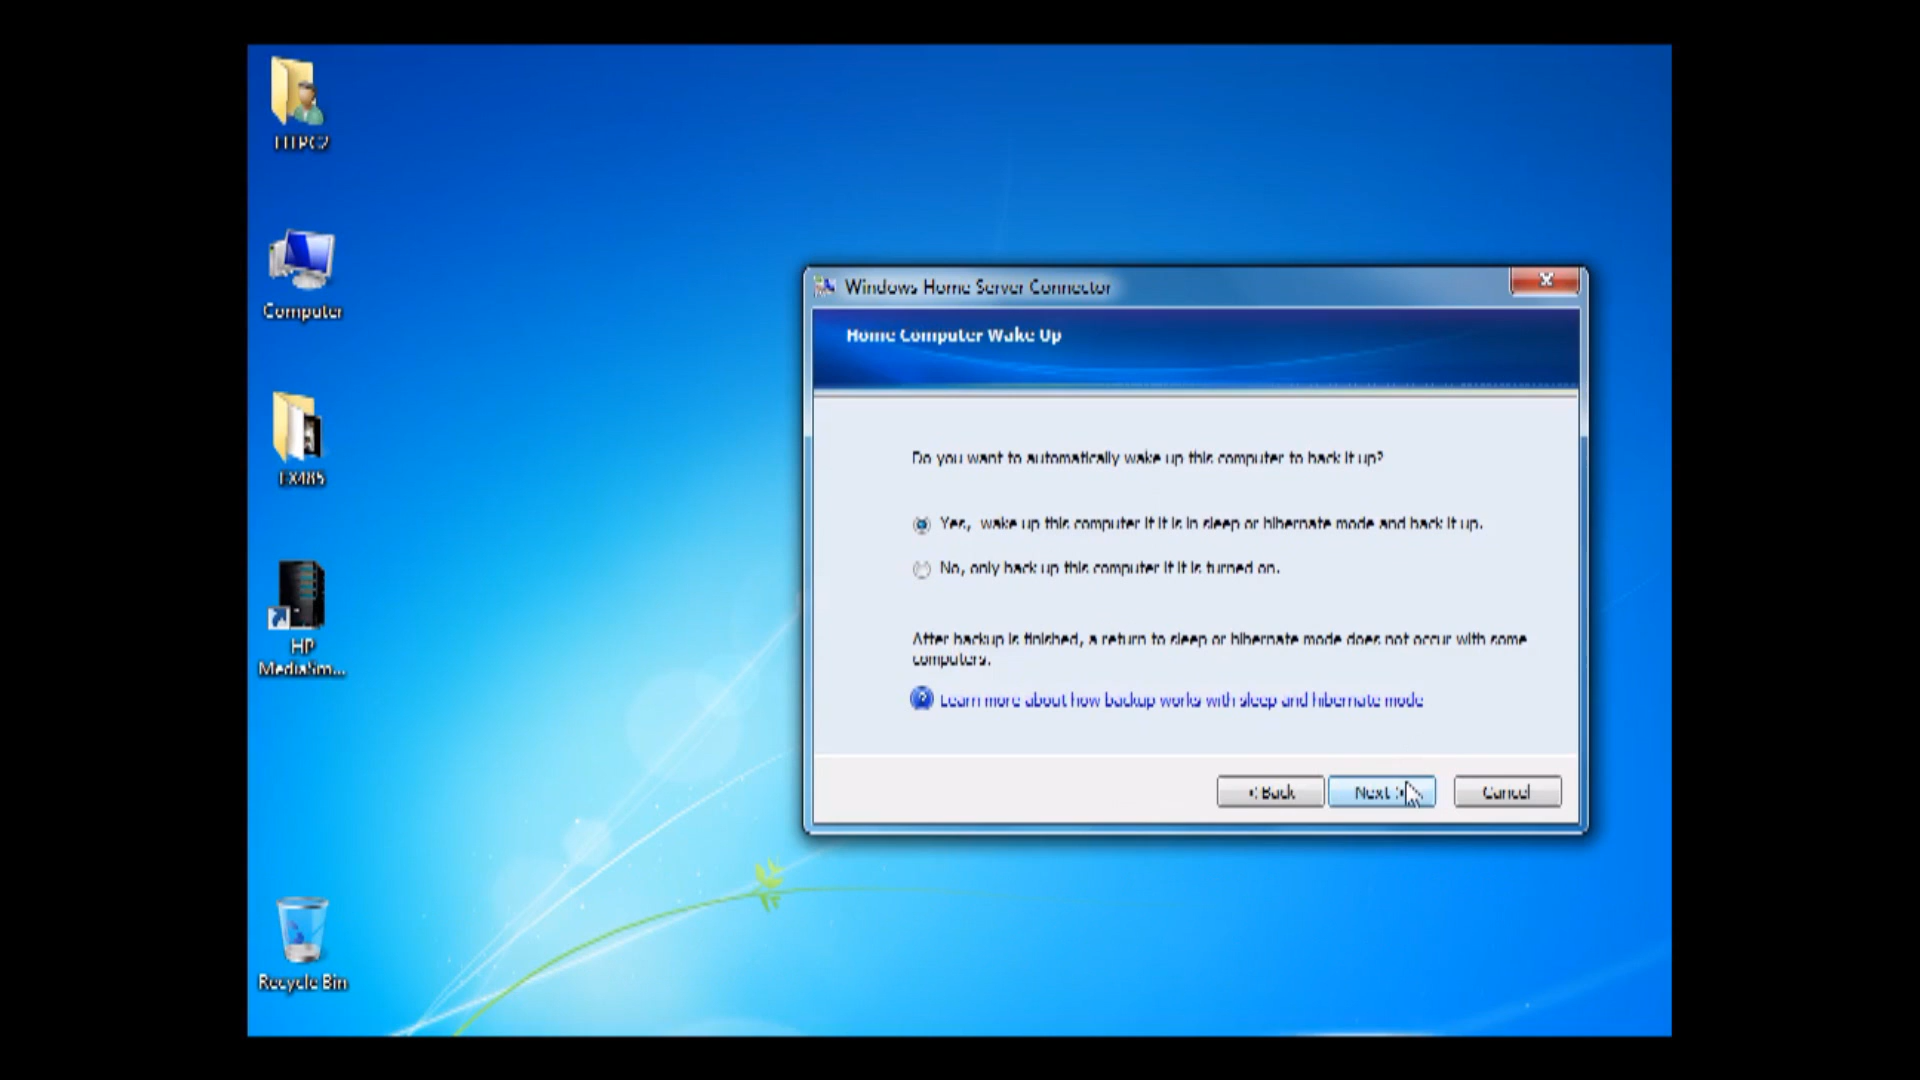 HTPC2
Computer
EX485
HP
MediaSm...
Recycle Bin
Windows Home Server Connector
Home Computer Wake Up
Do you want to automatically wake up this computer to back it up?
Yes, wake up this computer if it is in sleep or hibernate mode and back it up.
No, only back up this computer if it is turned on.
After backup is finished, a return to sleep or hibernate mode does not occur with some
computers.
Learn more about how backup works with sleep and hibernate mode
< Back
Next >
Cancel